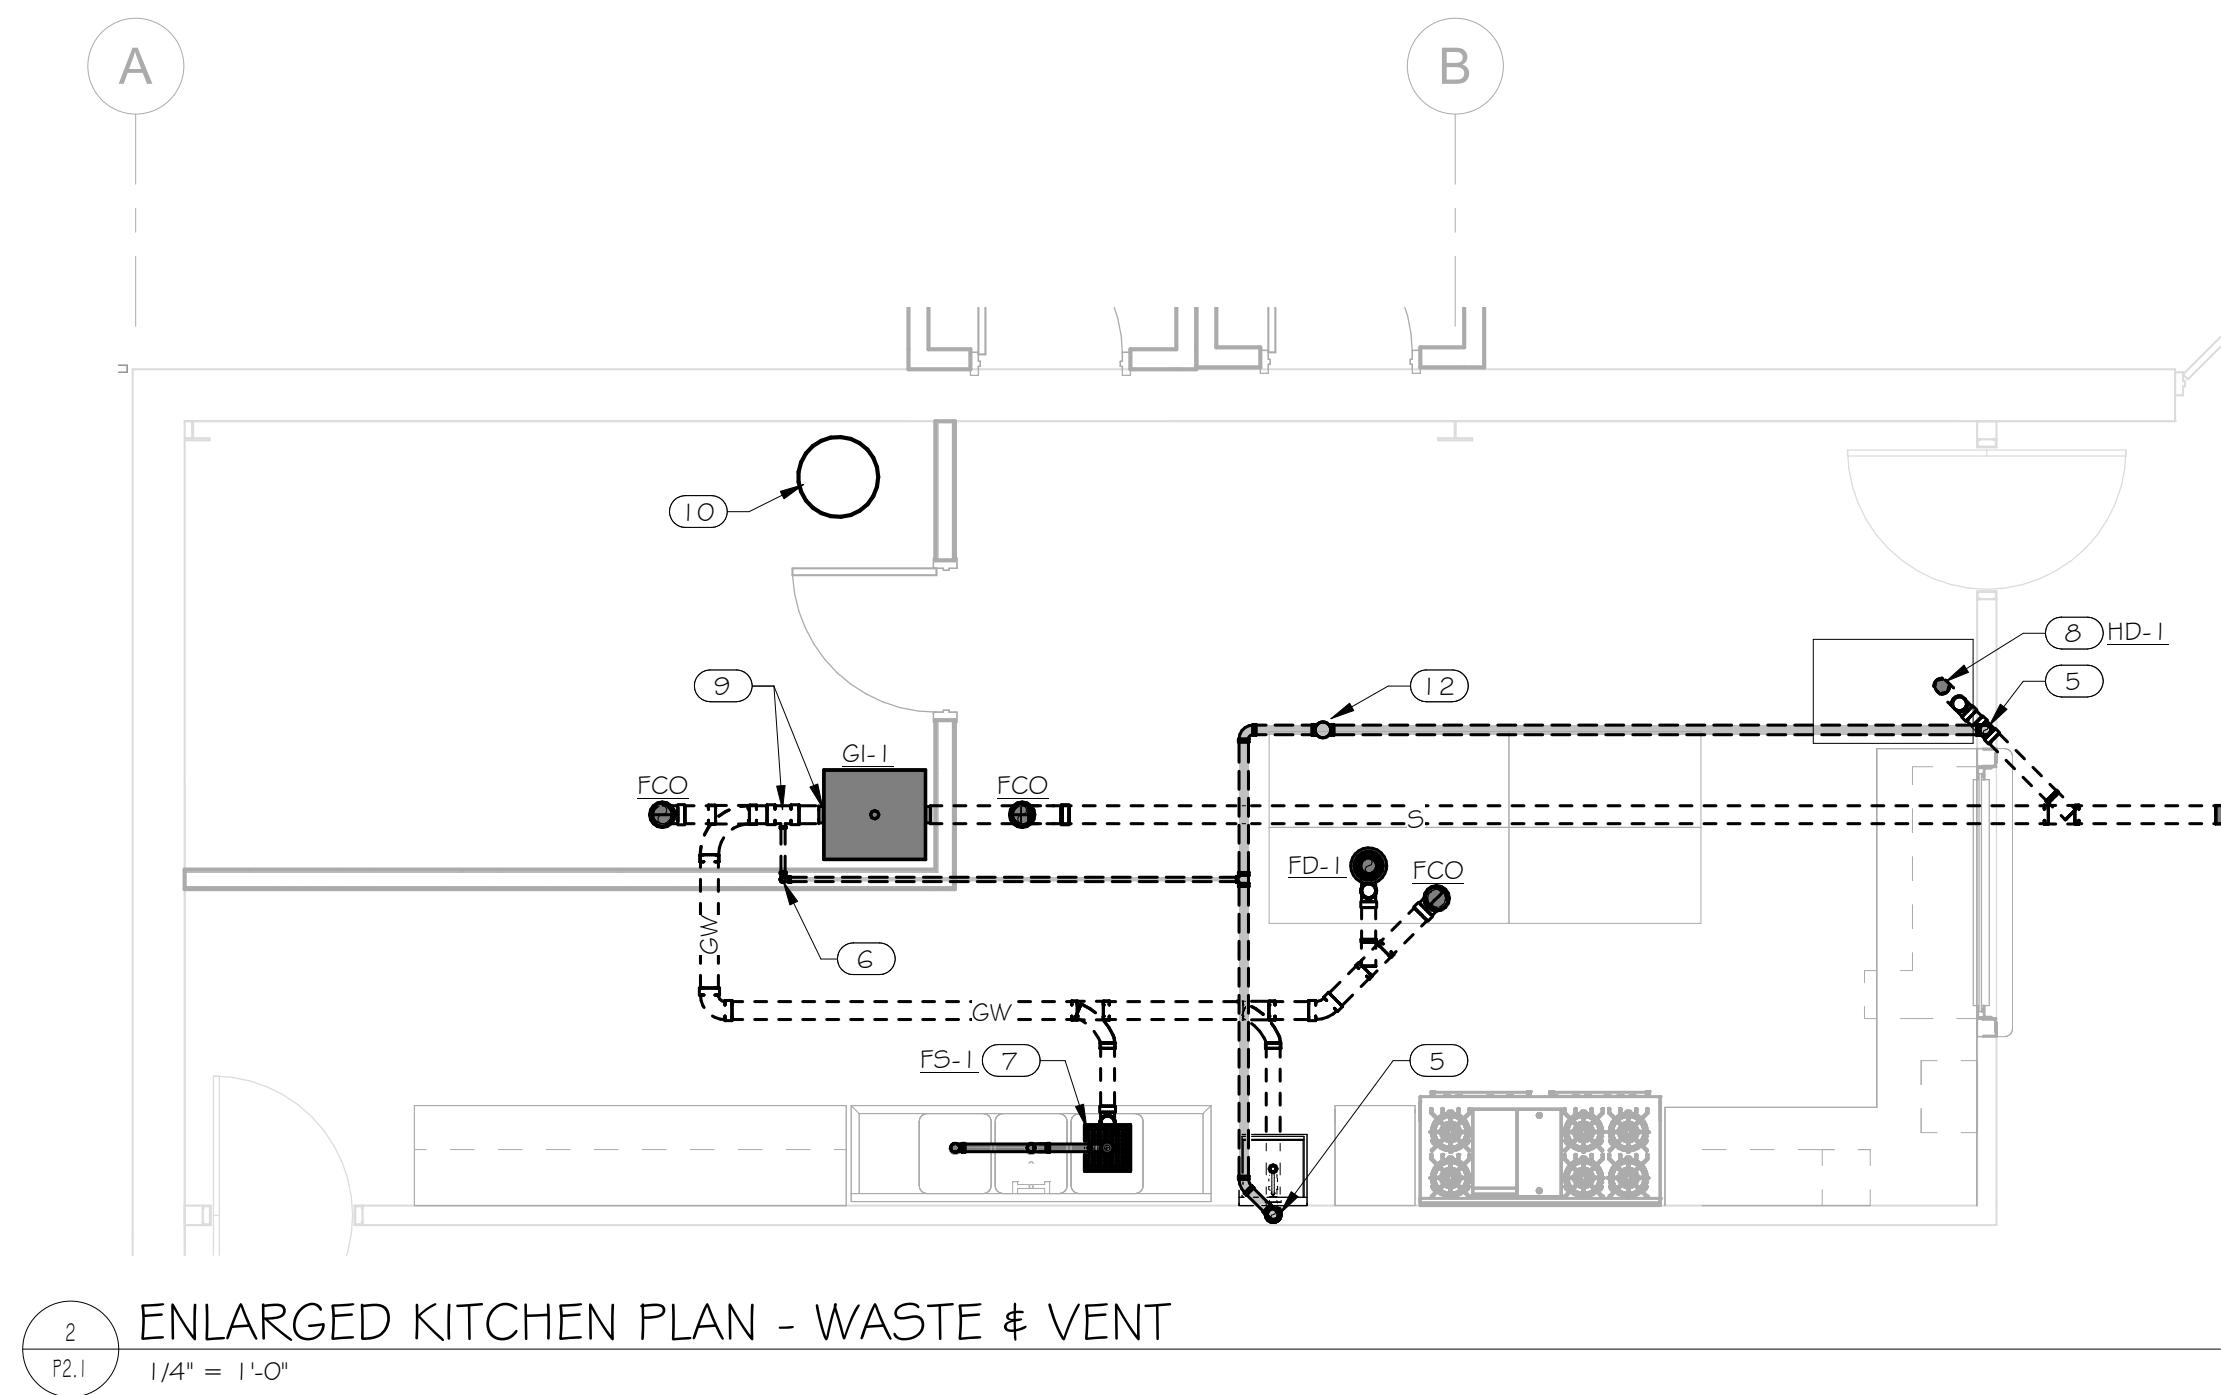 A
B
10
8 HD-1
5
9
12
GI-1
FCO
FCO
S
FD-1
FCO
GW
6
GW
FS-1 7
5
2
P2.1
ENLARGED KITCHEN PLAN - WASTE & VENT
1/4" = 1'-0"